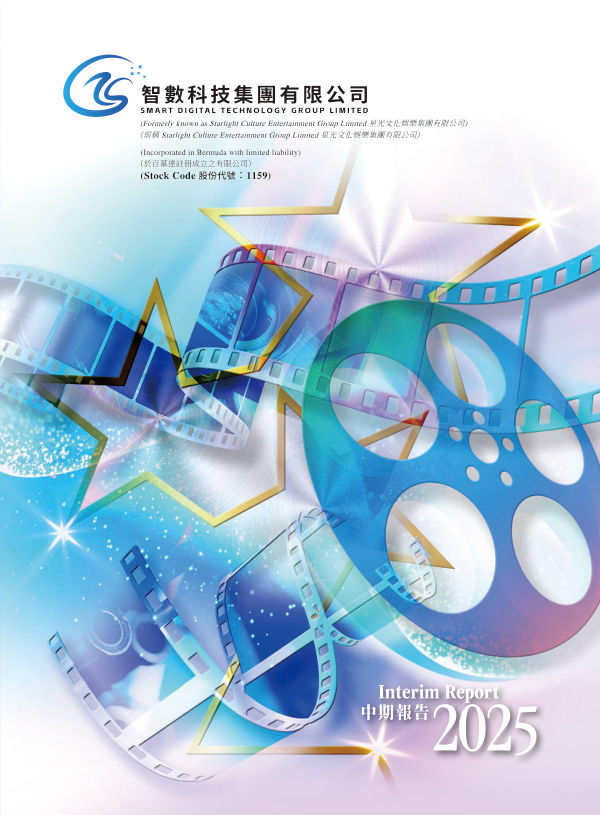 智數科技集團有限公司
SMART DIGITAL TECHNOLOGY GROUP LIMITED
(Formerly known as Starlight Culture Entertainment Group Limited 星光文化娛樂集團有限公司)
(前稱 Starlight Culture Entertainment Group Limited 星光文化娛樂集團有限公司)
(Incorporated in Bermuda with limited liability)
(於百慕達註冊成立之有限公司)
(Stock Code 股份代號：1159)
Interim Report
中期報告 2025